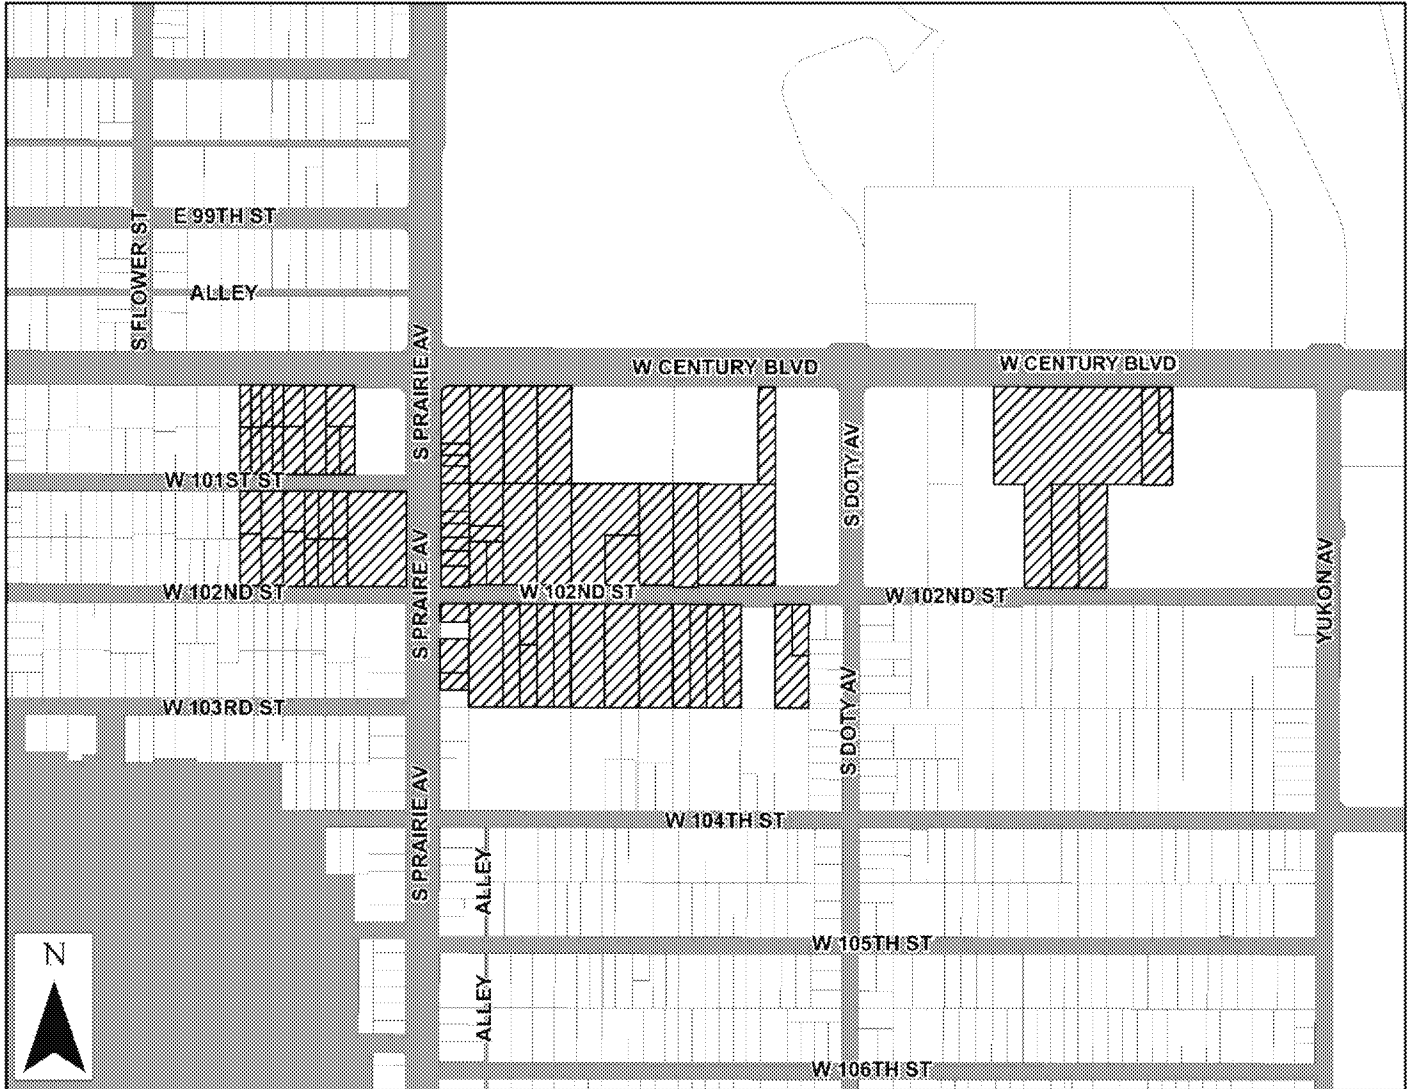 E 99TH ST
S FLOWER ST
ALLEY
S PRAIRIE AV
W CENTURY BLVD
W CENTURY BLVD
W 101ST ST
S DOTY AV
S PRAIRE AV
W 102ND ST
W 102ND ST
W 102ND ST
YUKON AV
W 103RD ST
S DOTY AV
S PRAIRIE AV
W 104TH ST
ALLEY
W 105TH ST
N
ALLEY
W 106TH ST